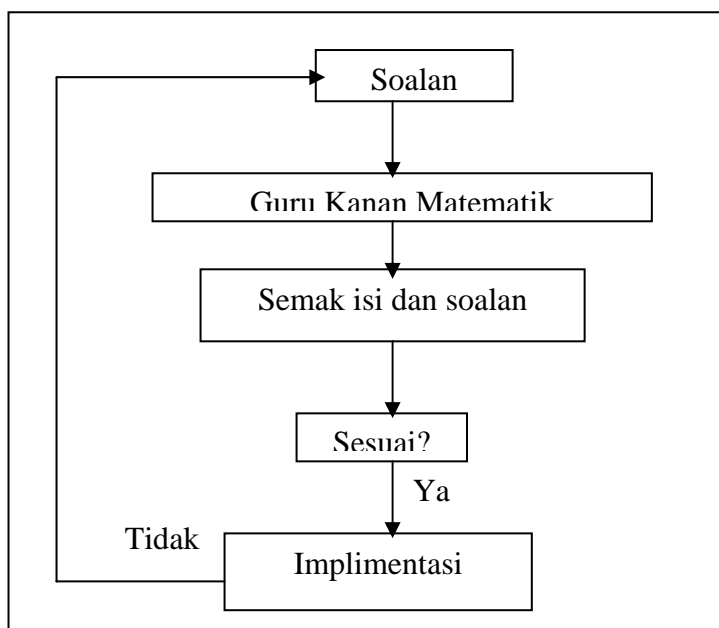 Soalan
Guru Kanan Matematik
Semak isi dan soalan
Sesuai?
Ya
Tidak
Implimentasi